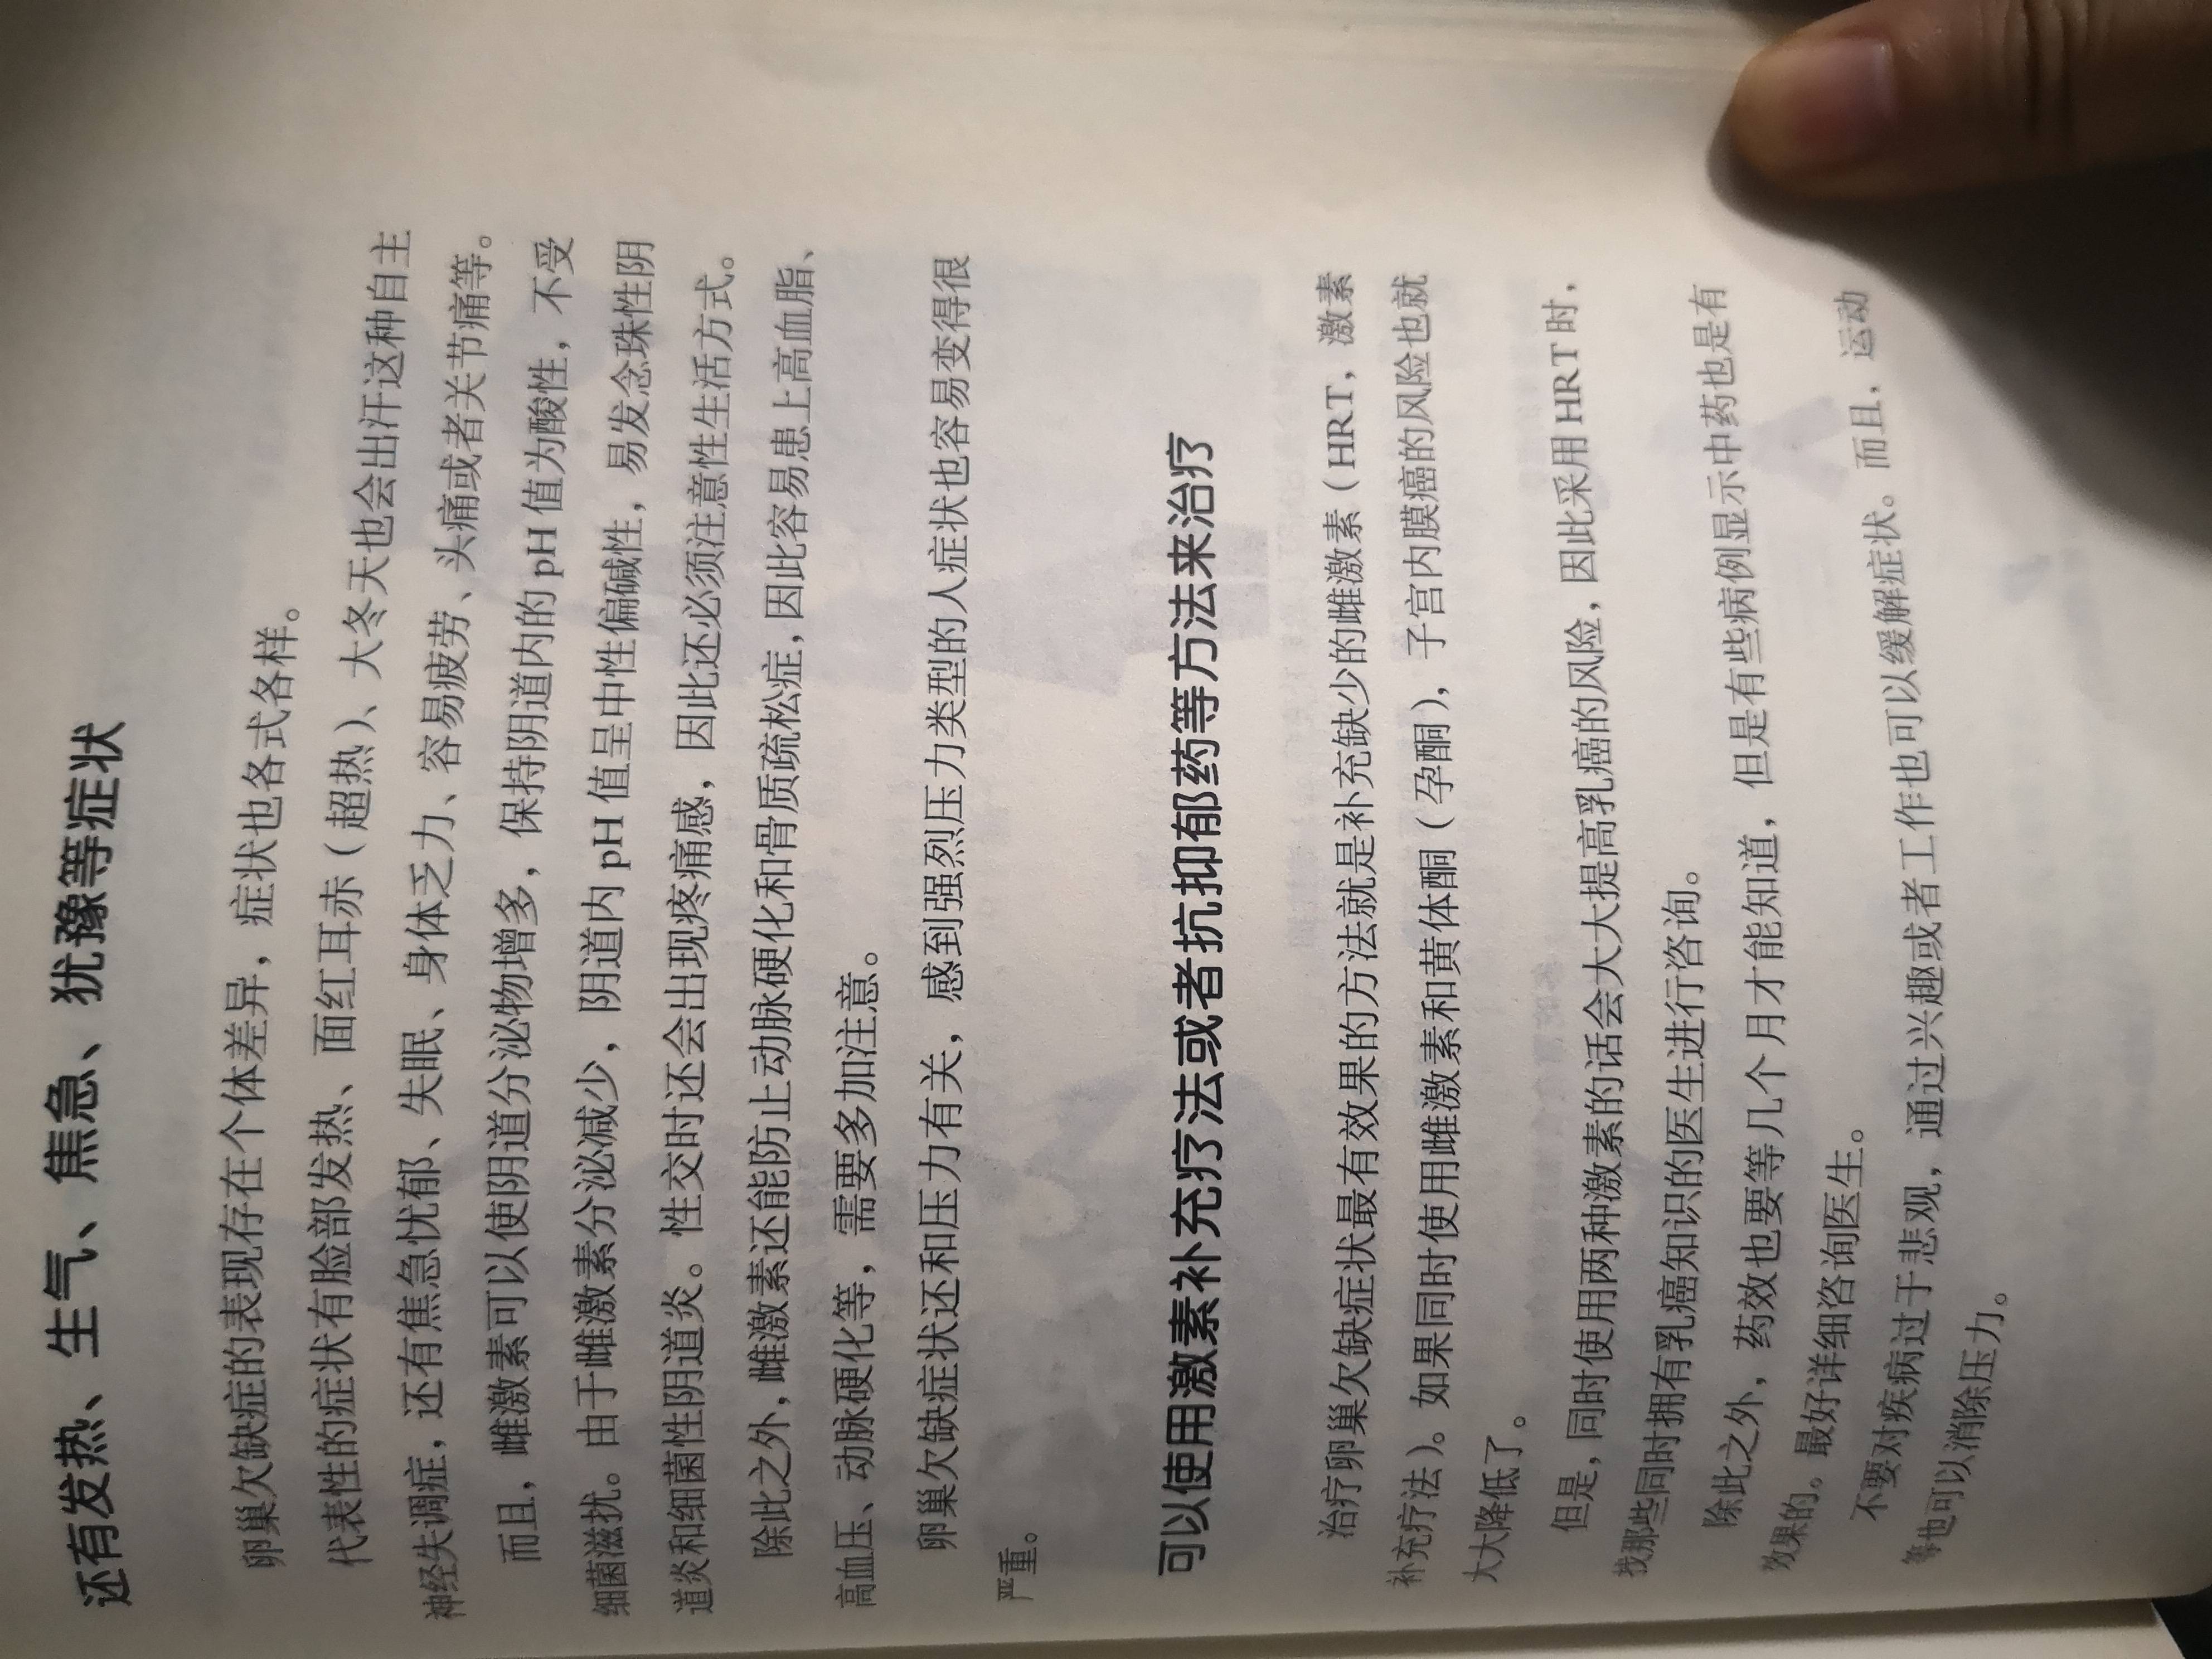 还有发热、生气、焦急、犹豫等症状
卵巢欠缺症的表现存在个体差异，症状也各式各样。
代表性的症状有脸部发热、面红耳赤（超热）、大冬天也会出汗这种自主
神经失调症，还有焦急忧郁、失眠、身体乏力、容易疲劳、头痛或者关节痛等。
而且，雌激素可以使阴道分泌物增多，保持阴道内的 pH 值为酸性，不受
细菌滋扰。由于雌激素分泌减少，阴道内 pH 值呈中性偏碱性，易发念珠性阴
道炎和细菌性阴道炎。性交时还会出现疼痛感，因此还必须注意性生活方式。
除此之外，雌激素还能防止动脉硬化和骨质疏松症，因此容易患上高血脂、
高血压、动脉硬化等，需要多加注意。
卵巢欠缺症状还和压力有关，感到强烈压力类型的人症状也容易变得很
严重。
可以使用激素补充疗法或者抗抑郁药等方法来治疗
治疗卵巢欠缺症状最有效果的方法就是补充缺少的雌激素（HRT，激素
补充疗法）。如果同时使用雌激素和黄体酮（孕酮），子宫内膜癌的风险也就
大大降低了。
但是，同时使用两种激素的话会大大提高乳癌的风险，因此采用 HRT 时，
找那些同时拥有乳癌知识的医生进行咨询。
除此之外，药效也要等几个月才能知道，但是有些病例显示中药也是有
效果的。最好详细咨询医生。
不要对疾病过于悲观，通过兴趣或者工作也可以缓解症状。而且，运动
等也可以消除压力。